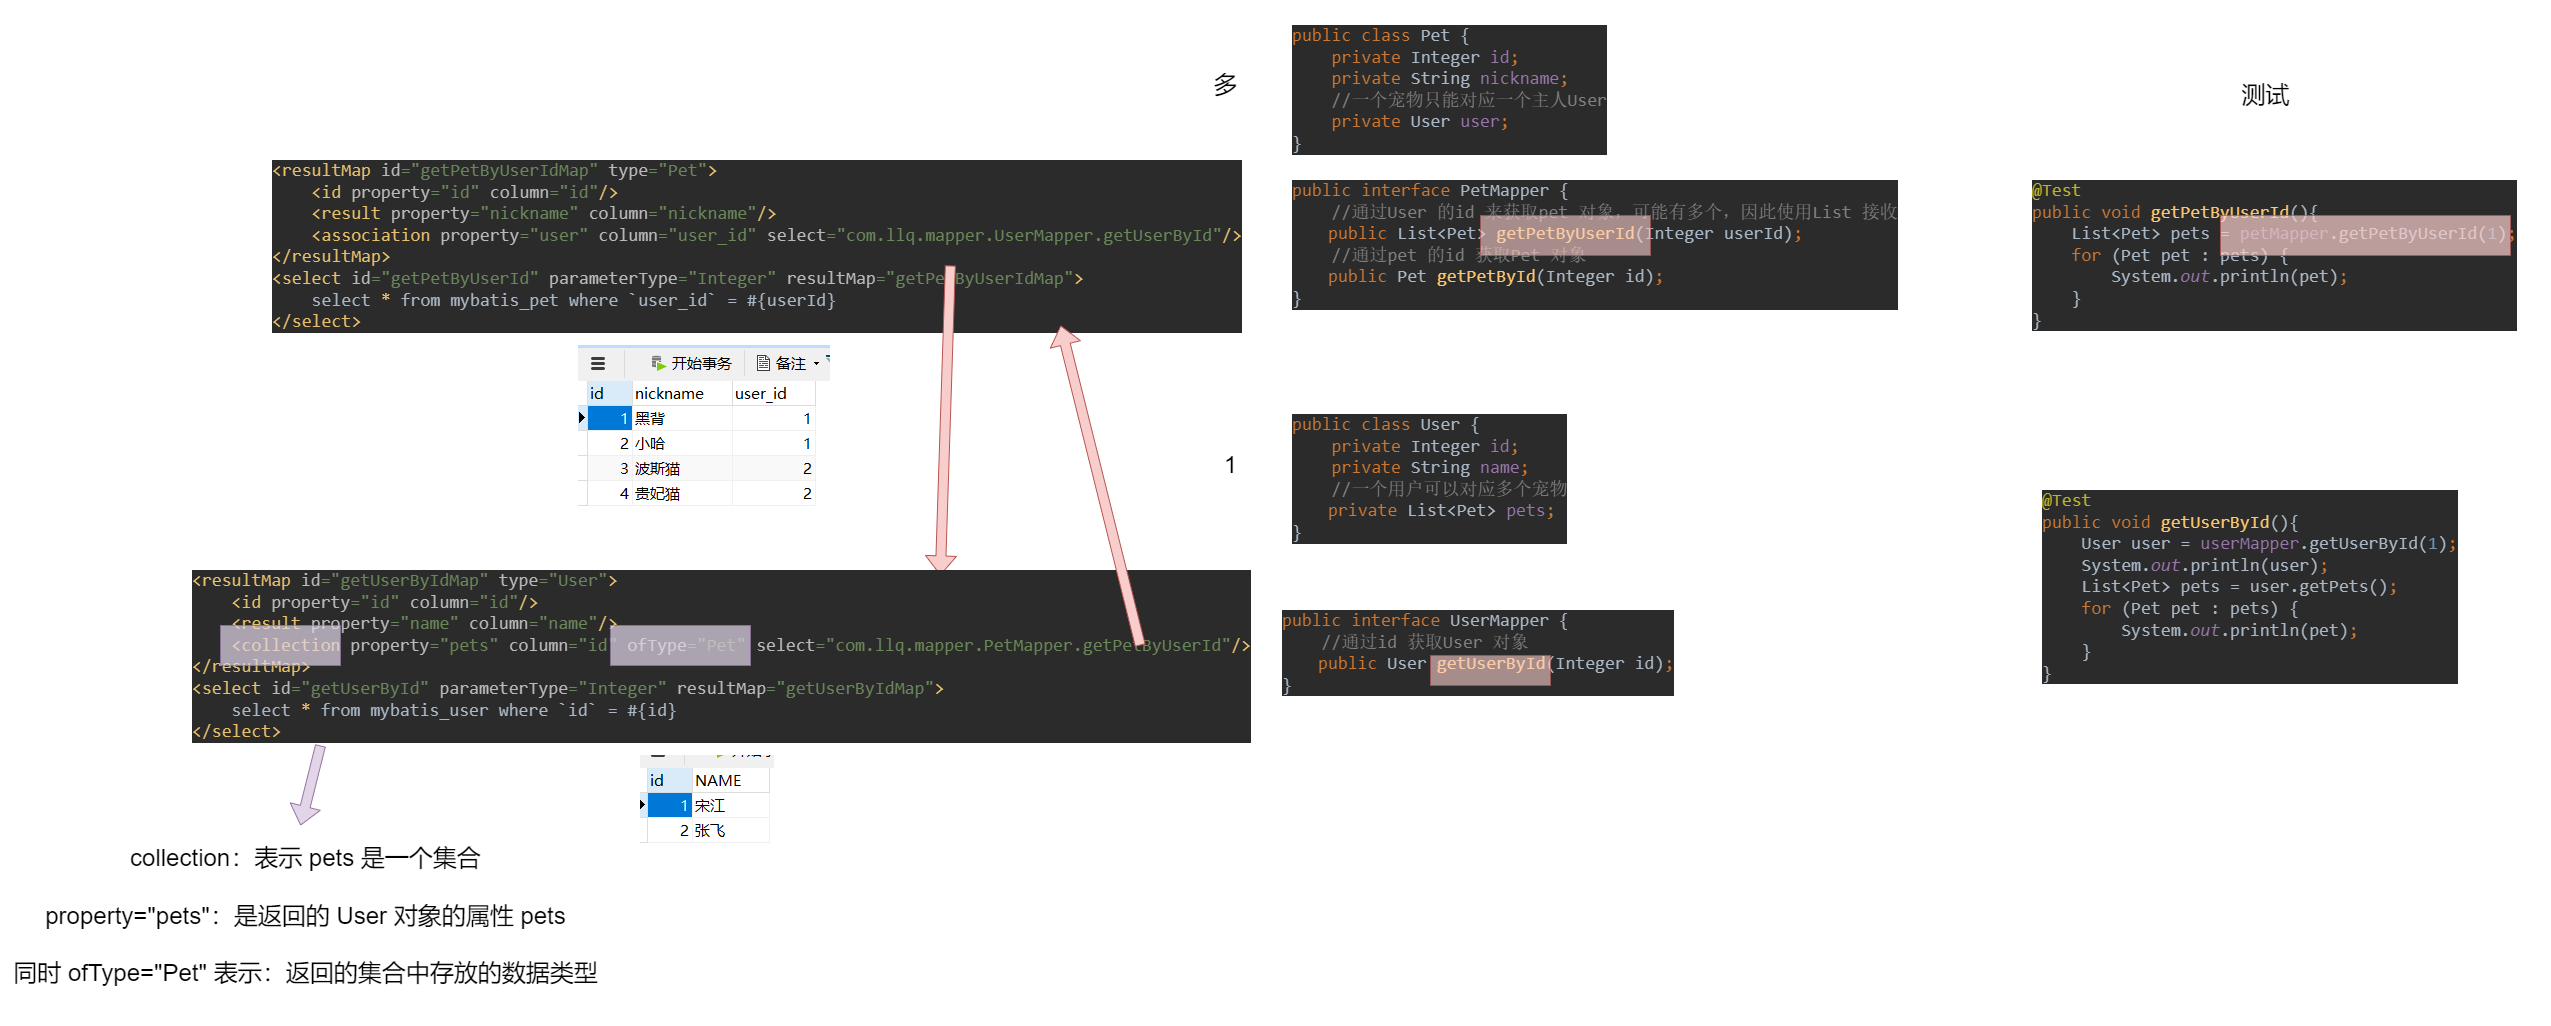 多
<resultMap id="getPetByUserIdMap" type="Pet">
    <id property="id" column="id"/>
    <result property="nickname" column="nickname"/>
    <association property="user" column="user_id" select="com.llq.mapper.UserMapper.getUserById"/>
</resultMap>
<select id="getPetByUserId" parameterType="Integer" resultMap="getPetByUserIdMap">
    select * from mybatis_pet where `user_id` = #{userId}
</select>
开始事务 备注
id nickname user_id
1 黑背 1
2 小哈 1
3 波斯猫 2
4 贵妃猫 2
1
<resultMap id="getUserByIdMap" type="User">
    <id property="id" column="id"/>
    <result property="name" column="name"/>
    <collection property="pets" column="id" ofType="Pet" select="com.llq.mapper.PetMapper.getPetByUserId"/>
</resultMap>
<select id="getUserById" parameterType="Integer" resultMap="getUserByIdMap">
    select * from mybatis_user where `id` = #{id}
</select>
id NAME
1 宋江
2 张飞
collection：表示 pets 是一个集合
property="pets"：是返回的 User 对象的属性 pets
同时 ofType="Pet" 表示：返回的集合中存放的数据类型
public class Pet {
    private Integer id;
    private String nickname;
    //一个宠物只能对应一个主人User
    private User user;
}
public interface PetMapper {
    //通过User 的id 来获取pet 对象，可能有多个，因此使用List 接收
    public List<Pet> getPetByUserId(Integer userId);
    //通过pet 的id 获取Pet 对象
    public Pet getPetById(Integer id);
}
public class User {
    private Integer id;
    private String name;
    //一个用户可以对应多个宠物
    private List<Pet> pets;
}
public interface UserMapper {
    //通过id 获取User 对象
    public User getUserById(Integer id);
}
测试
@Test
public void getPetByUserId(){
    List<Pet> pets = petMapper.getPetByUserId(1);
    for (Pet pet : pets) {
        System.out.println(pet);
    }
}
@Test
public void getUserById(){
    User user = userMapper.getUserById(1);
    System.out.println(user);
    List<Pet> pets = user.getPets();
    for (Pet pet : pets) {
        System.out.println(pet);
    }
}